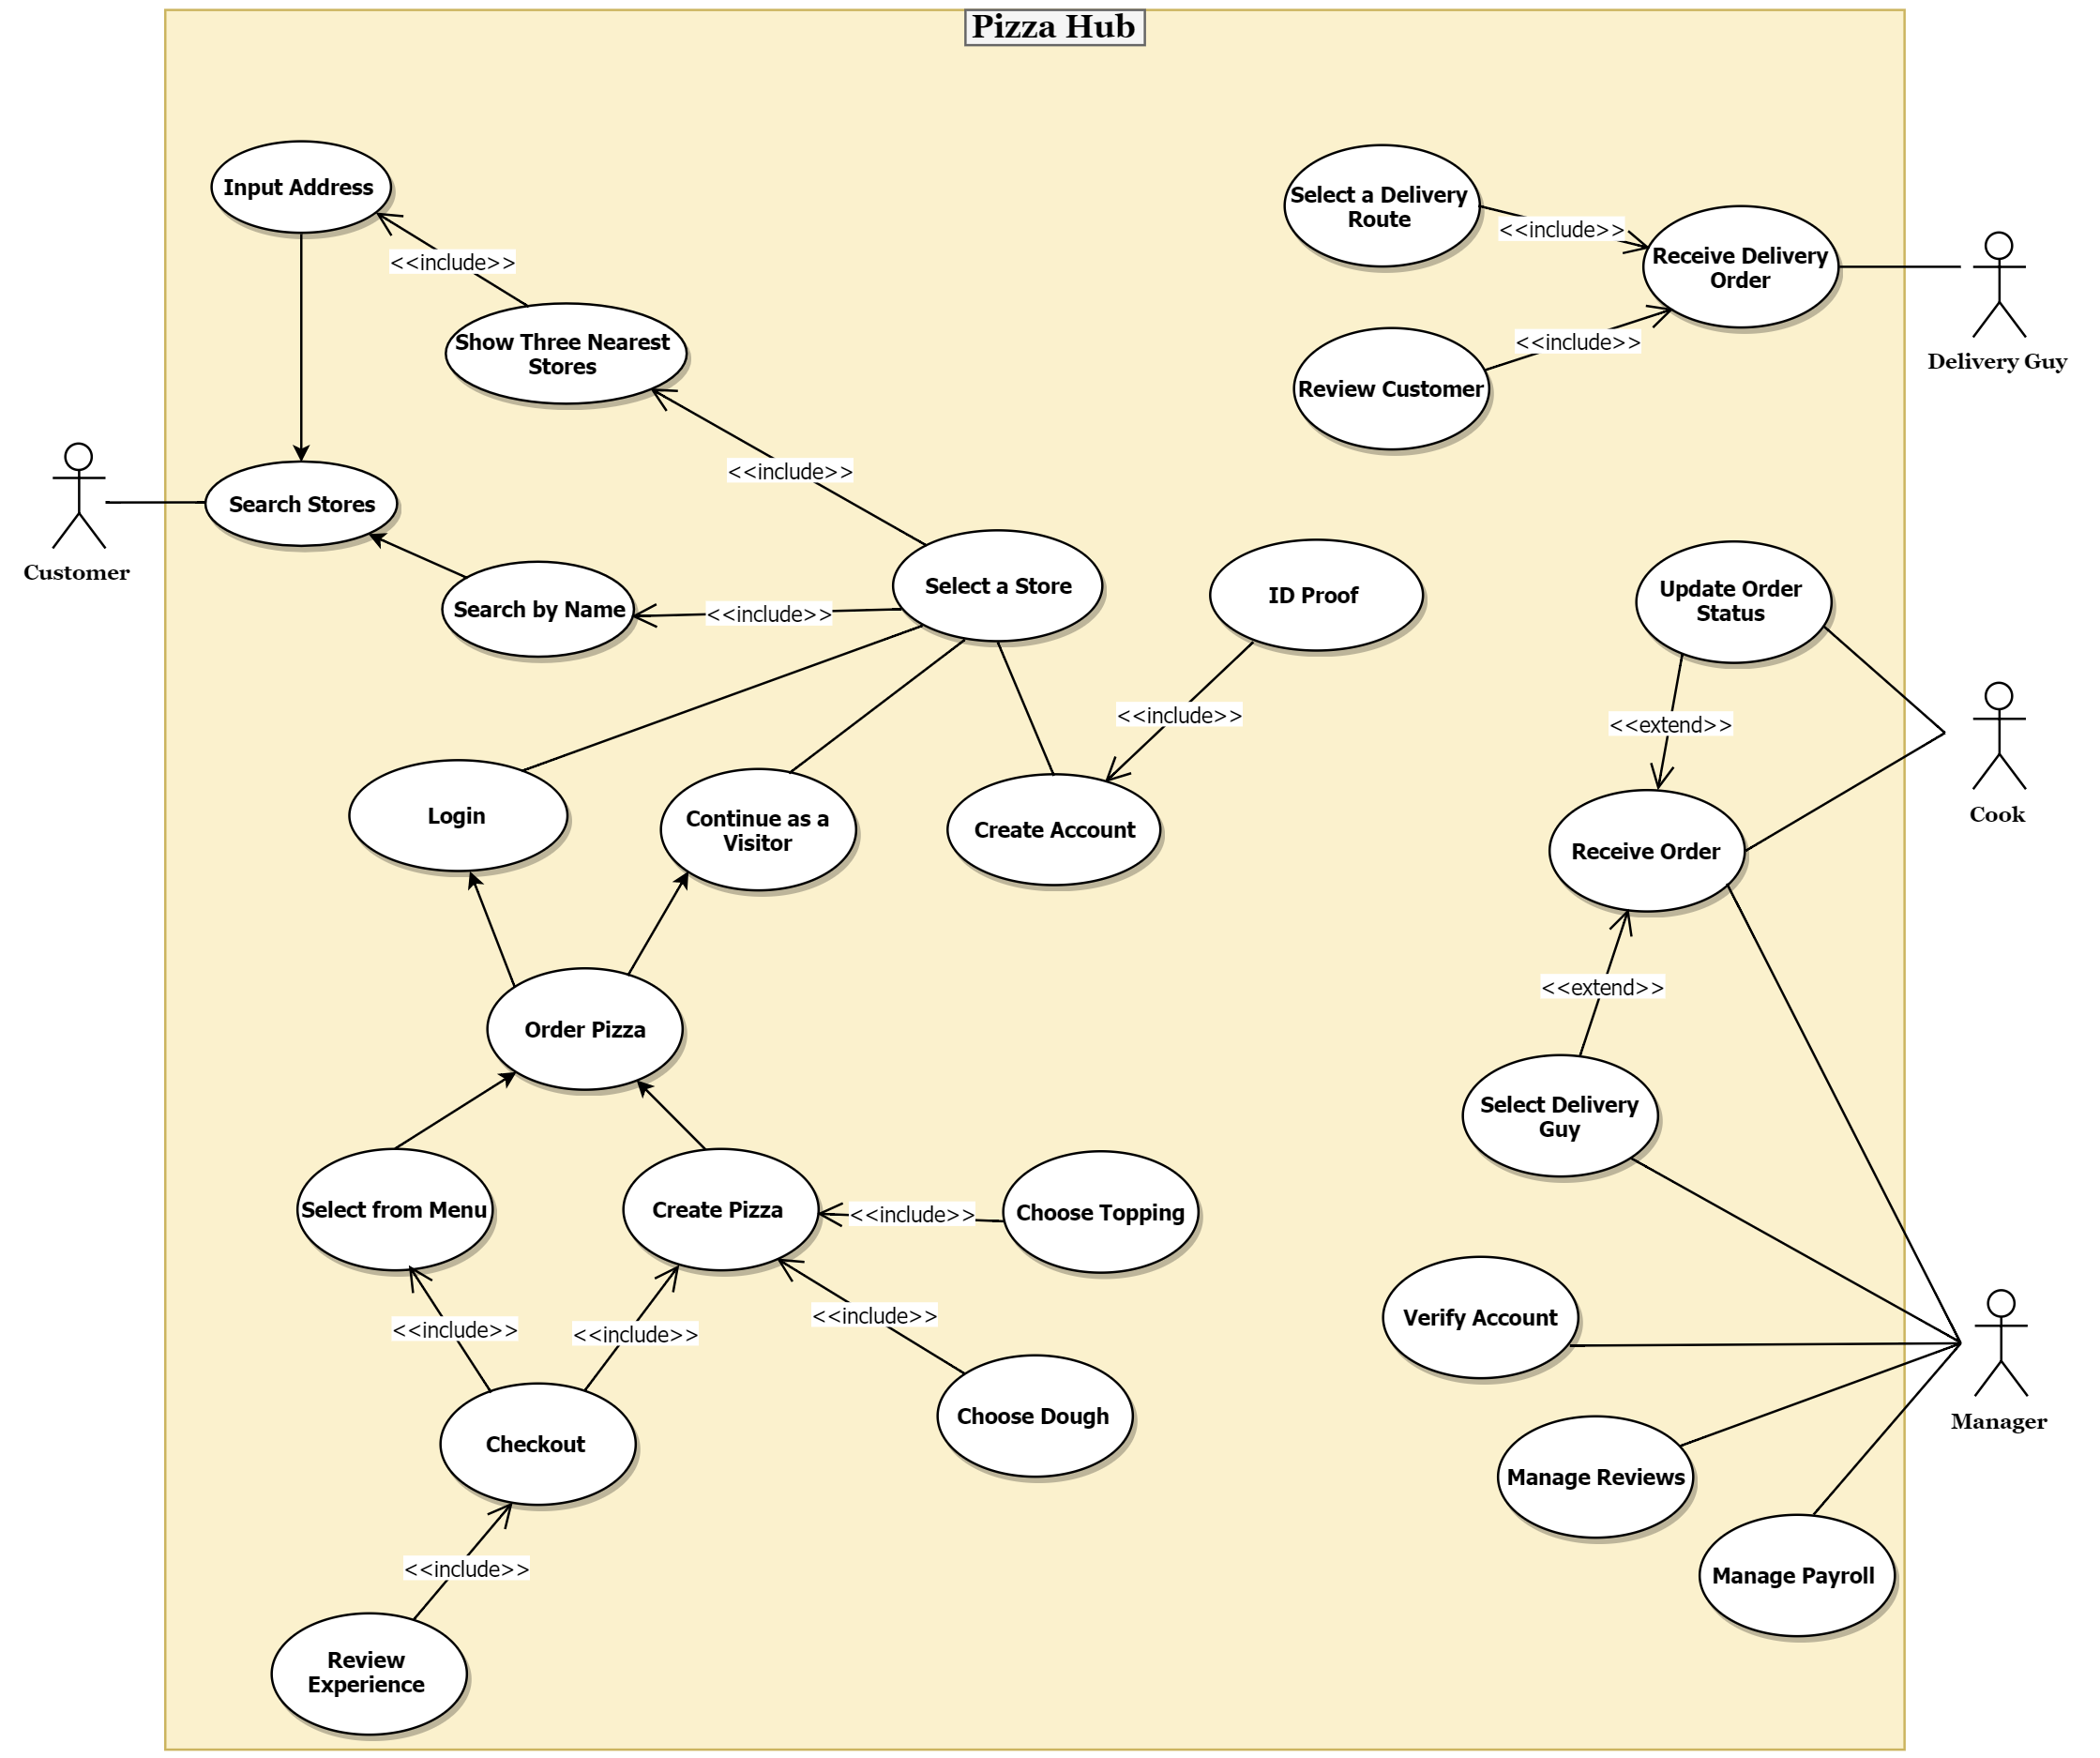 Pizza Hub
Input Address
Select a Delivery
Route
<<include>>
Receive Delivery
Order
<<include>>
Show Three Nearest
Stores
<<include>>
Delivery Guy
Review Customer
<<include>>
Search Stores
Customer
Select a Store
ID Proof
Update Order
Status
Search by Name
<<include>>
<<include>>
<<extend>>
Cook
Login
Continue as a
Visitor
Create Account
Receive Order
<<extend>>
Order Pizza
Select Delivery
Guy
Select from Menu
Create Pizza
<<include>>
Choose Topping
<<include>>
<<include>>
<<include>>
Verify Account
Choose Dough
Manager
Checkout
Manage Reviews
<<include>>
Manage Payroll
Review
Experience